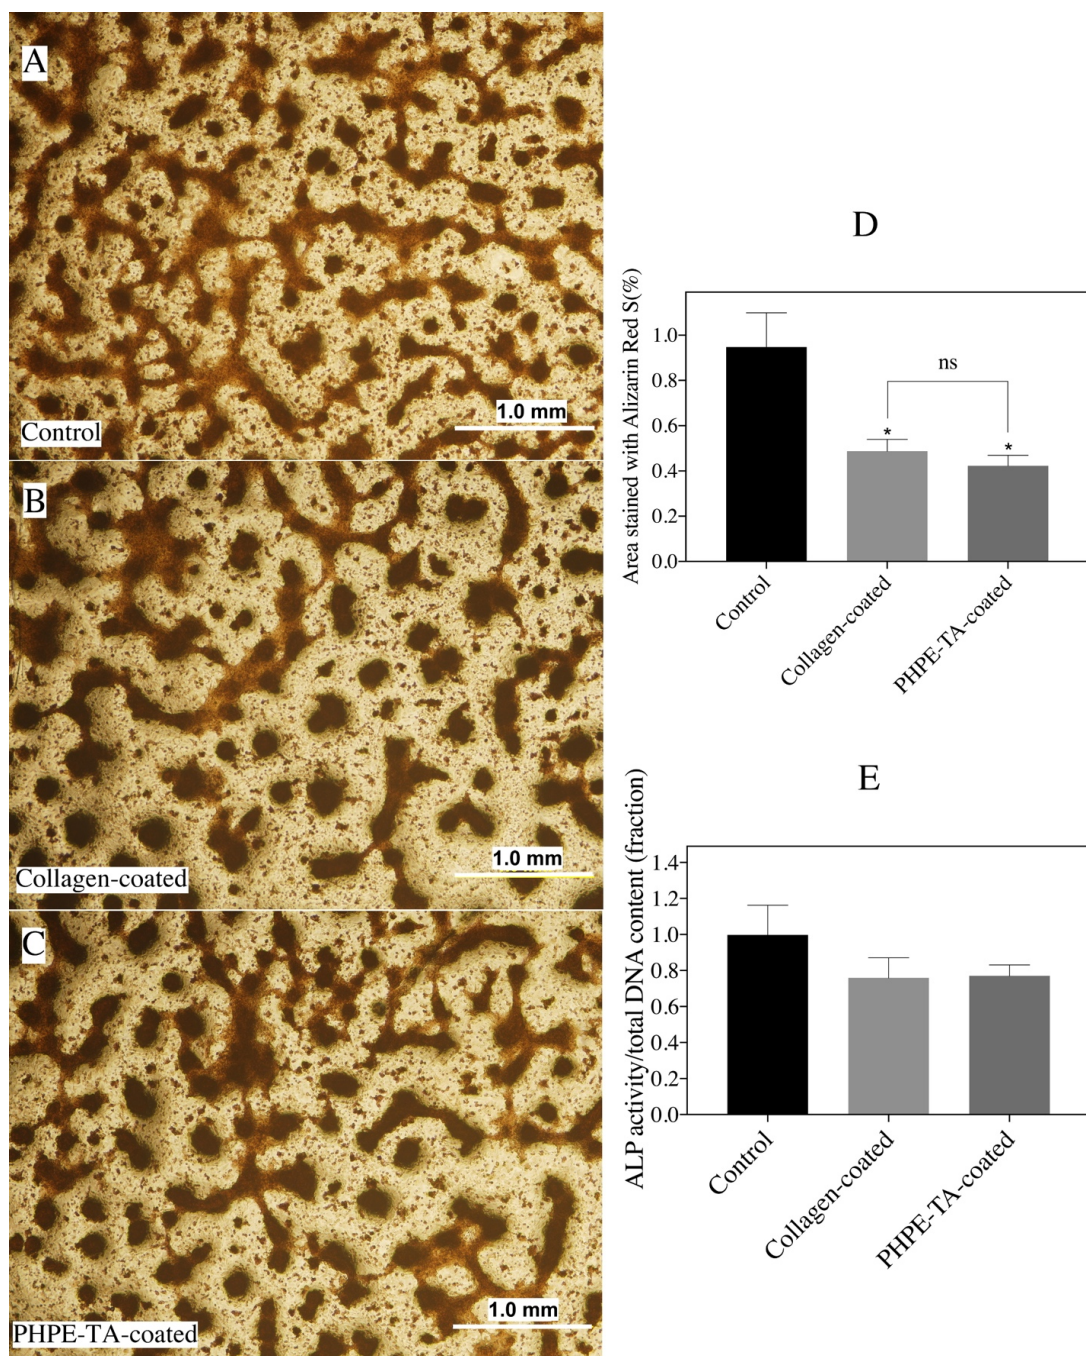 A
1.0 mm
Control
B
1.0 mm
Collagen-coated
C
1.0 mm
PHPE-TA-coated
D
Area stained with Alizarin Red S(%)
1.0
0.8
0.6
0.4
0.2
0.0
ns
*
*
Control
Collagen-coated
PHPE-TA-coated
E
ALP activity/total DNA content (fraction)
1.4
1.2
1.0
0.8
0.6
0.4
0.2
0.0
Control
Collagen-coated
PHPE-TA-coated